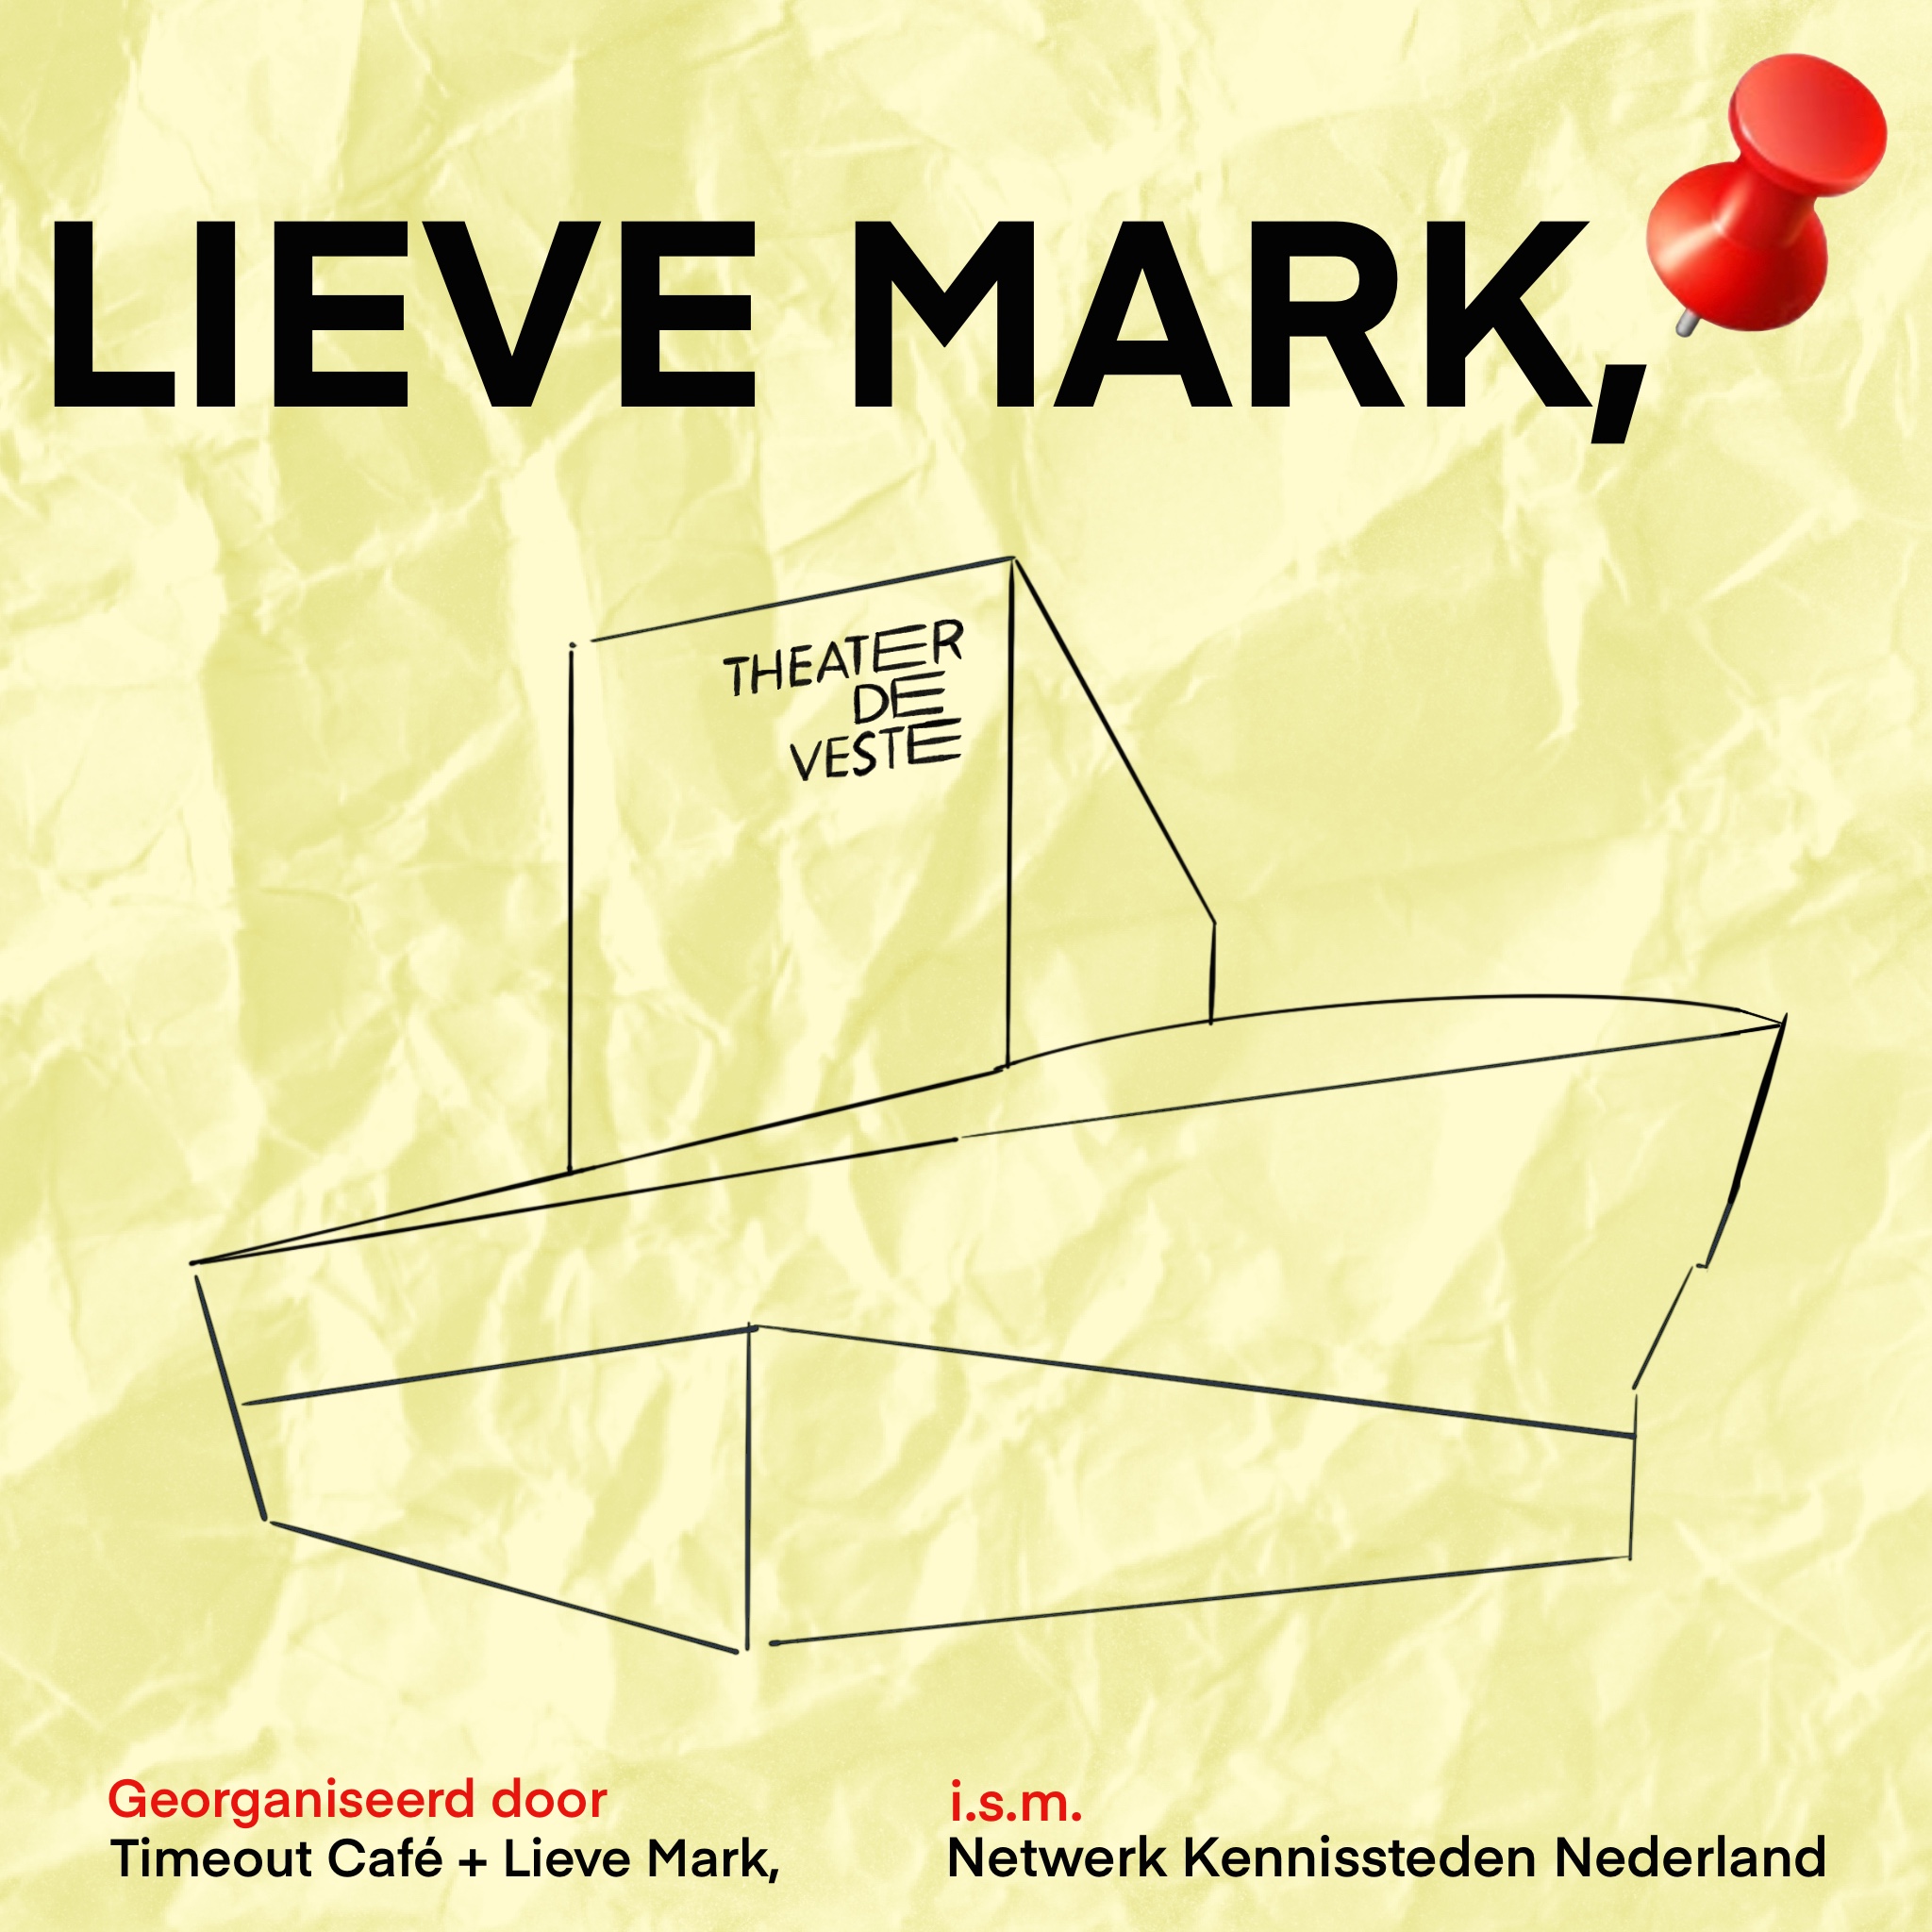 LIEVE MARK,
THEATER
DE
VESTE
Georganiseerd door
Timeout Café + Lieve Mark,
i.s.m.
Netwerk Kennissteden Nederland